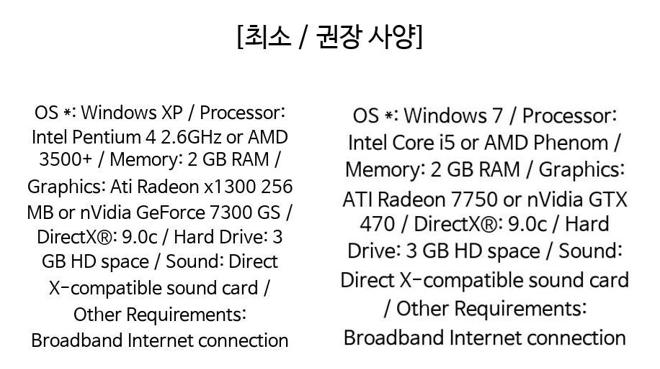 [최소 / 권장 사양]
OS *: Windows XP / Processor:
Intel Pentium 4 2.6GHz or AMD
3500+ / Memory: 2 GB RAM /
Graphics: Ati Radeon x1300 256
MB or nVidia GeForce 7300 GS /
DirectX®: 9.0c / Hard Drive: 3
GB HD space / Sound: Direct
X-compatible sound card /
Other Requirements:
Broadband Internet connection
OS *: Windows 7 / Processor:
Intel Core i5 or AMD Phenom /
Memory: 2 GB RAM / Graphics:
ATI Radeon 7750 or nVidia GTX
470 / DirectX®: 9.0c / Hard
Drive: 3 GB HD space / Sound:
Direct X-compatible sound card
/ Other Requirements:
Broadband Internet connection